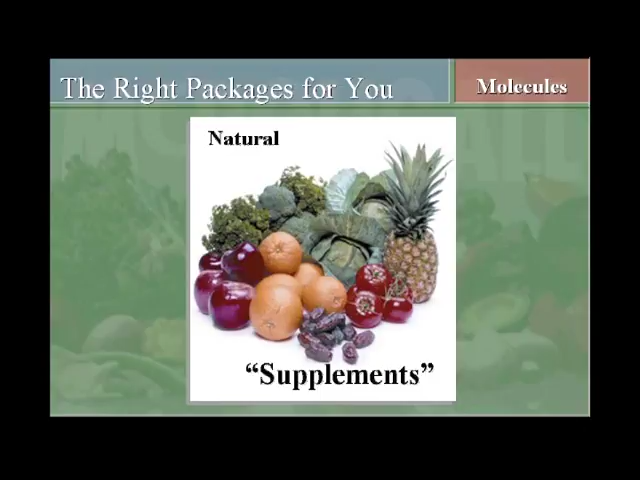 The Right Packages for You
Molecules
Natural
“Supplements”